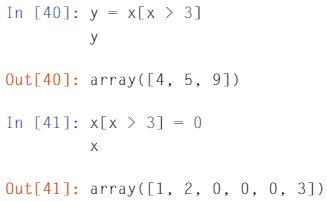 In [40]: y = x[x > 3]
y
Out[40]: array([4, 5, 9])
In [41]: x[x > 3] = 0
x
Out[41]: array([1, 2, 0, 0, 0, 3])